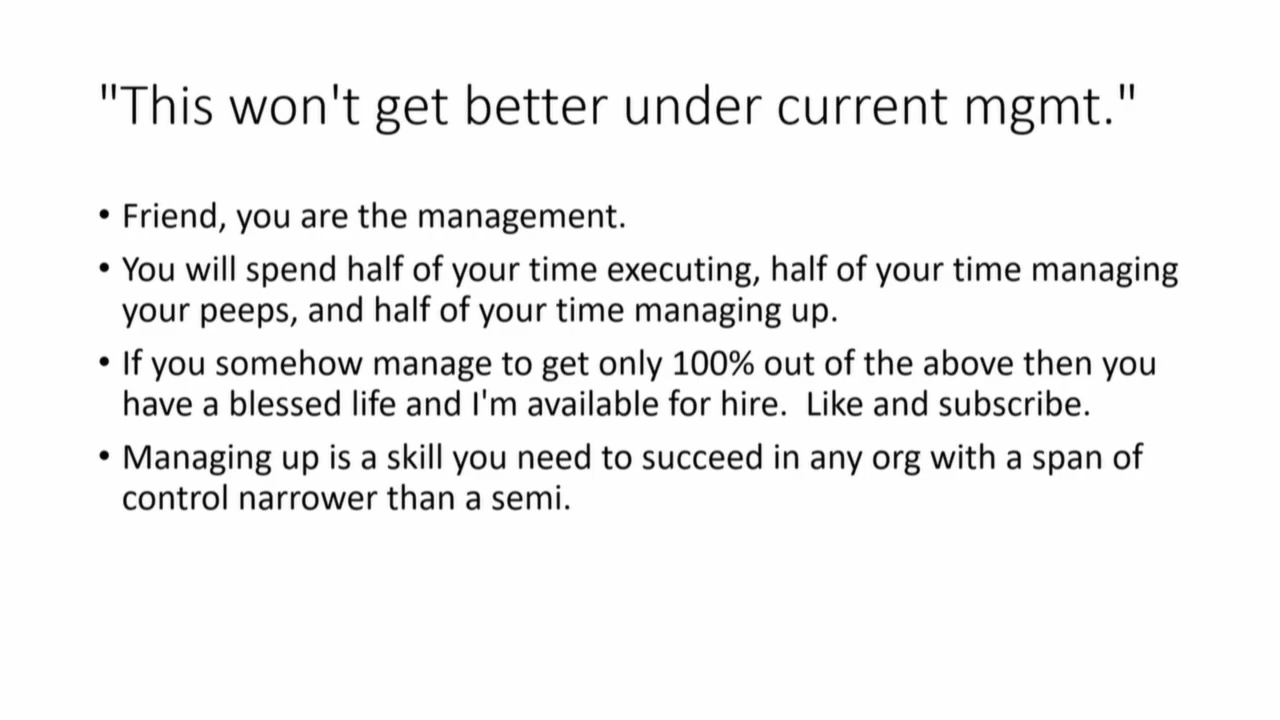 "This won't get better under current mgmt."
• Friend, you are the management.
• You will spend half of your time executing, half of your time managing
your peeps, and half of your time managing up.
• If you somehow manage to get only 100% out of the above then you
have a blessed life and I'm available for hire.  Like and subscribe.
• Managing up is a skill you need to succeed in any org with a span of
control narrower than a semi.